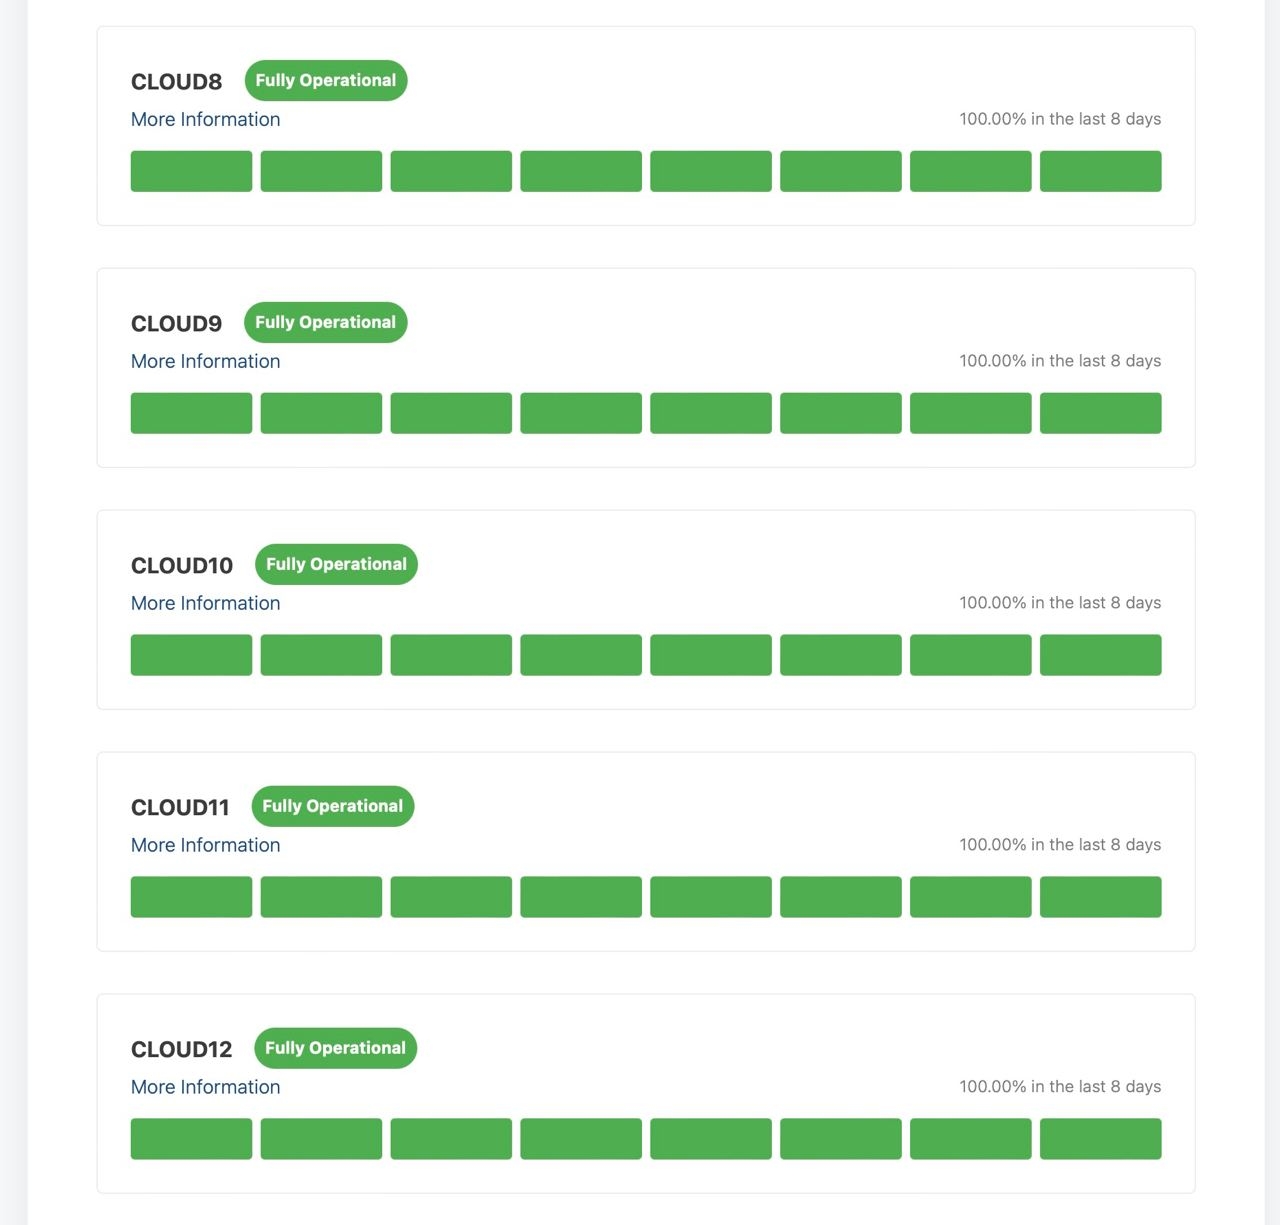 CLOUD8 Fully Operational
More Information 100.00% in the last 8 days
CLOUD9 Fully Operational
More Information 100.00% in the last 8 days
CLOUD10 Fully Operational
More Information 100.00% in the last 8 days
CLOUD11 Fully Operational
More Information 100.00% in the last 8 days
CLOUD12 Fully Operational
More Information 100.00% in the last 8 days